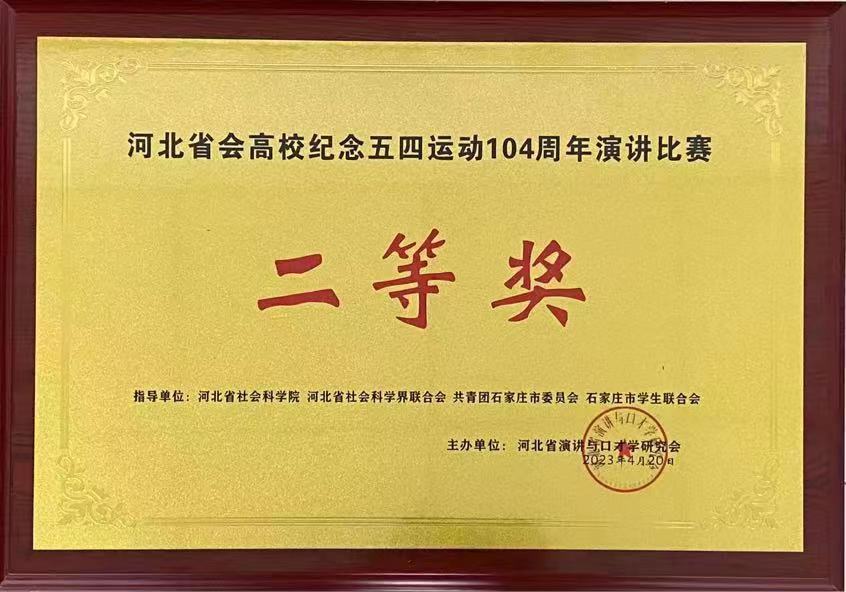 河北省会高校纪念五四运动104周年演讲比赛
二等奖
指导单位：河北省社会科学院 河北省社会科学界联合会 共青团石家庄市委员会 石家庄市学生联合会
主办单位：河北省演讲与口才学研究会
2023年4月20日